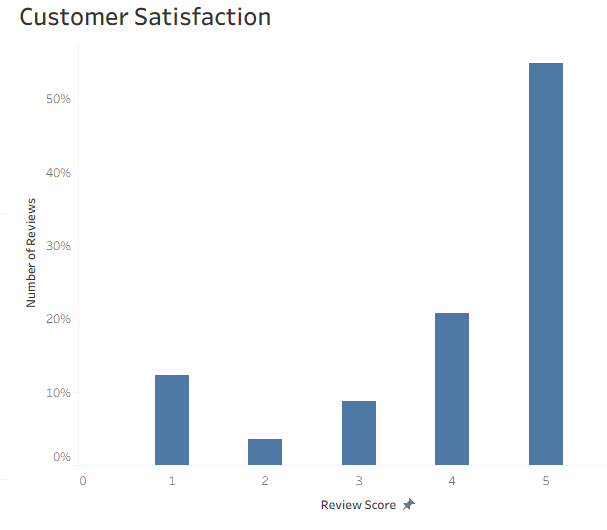 Customer Satisfaction
Number of Reviews
50%
40%
30%
20%
10%
0%
0 1 2 3 4 5
Review Score